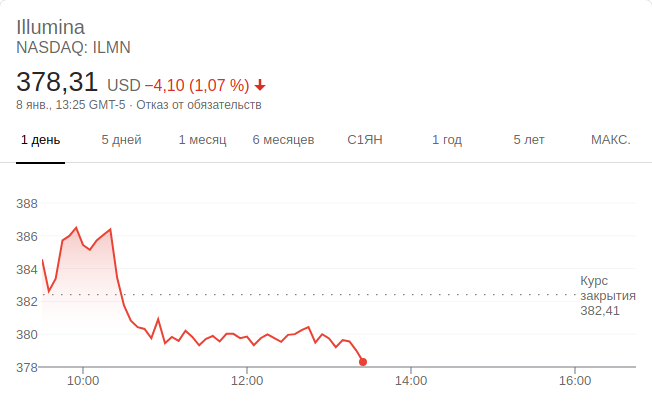 Illumina
NASDAQ: ILMN
378,31 USD −4,10 (1,07 %)
8 янв., 13:25 GMT-5 · Отказ от обязательств
1 день 5 дней 1 месяц 6 месяцев С1ЯН 1 год 5 лет МАКС.
388
386
384
382
380
378
Курс
закрытия
382,41
10:00 12:00 14:00 16:00